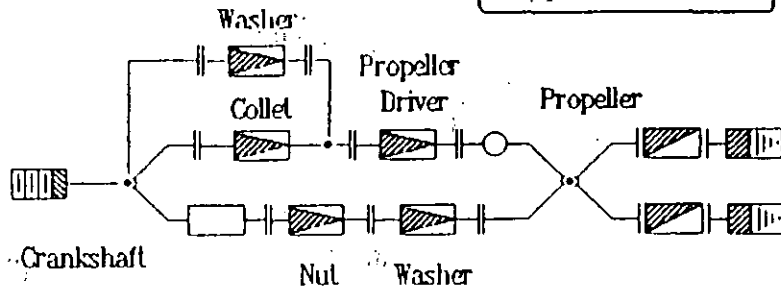 Washer
Propeller
Collet
Driver
Propeller
Crankshaft
Nut
Washer